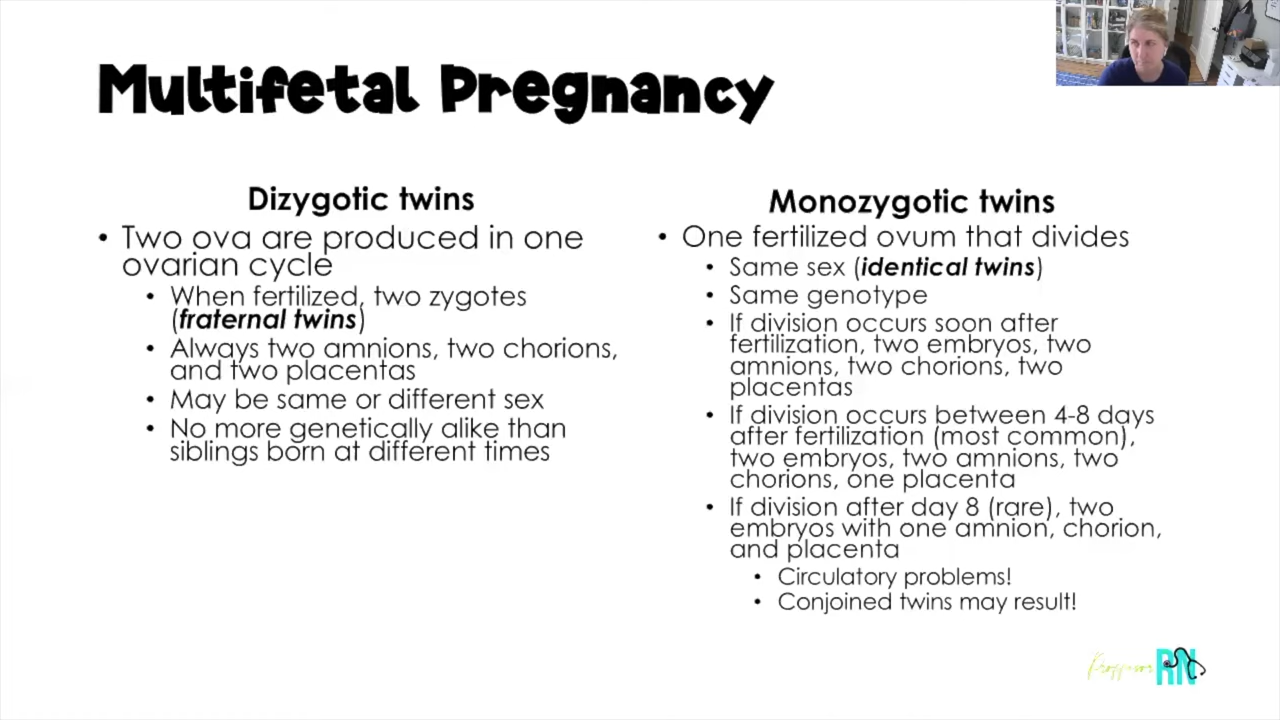 Multifetal Pregnancy
Dizygotic twins
• Two ova are produced in one
ovarian cycle
• When fertilized, two zygotes
(fraternal twins)
• Always two amnions, two chorions,
and two placentas
• May be same or different sex
• No more genetically alike than
siblings born at different times
Monozygotic twins
• One fertilized ovum that divides
• Same sex (identical twins)
• Same genotype
• If division occurs soon after
fertilization, two embryos, two
amnions, two chorions, two
placentas
• If division occurs between 4-8 days
after fertilization (most common),
two embryos, two amnions, two
chorions, one placenta
• If division after day 8 (rare), two
embryos with one amnion, chorion,
and placenta
• Circulatory problems!
• Conjoined twins may result!
RN